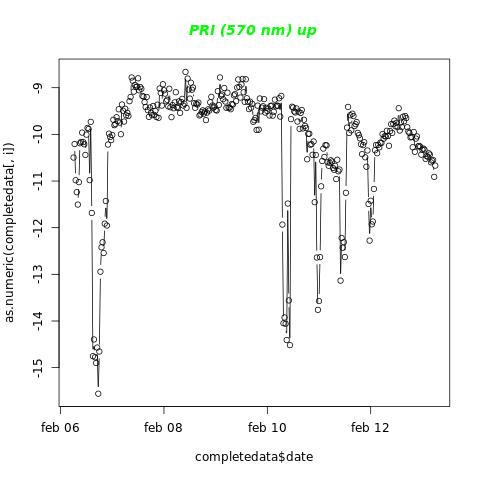 PRI (570 nm) up
as.numeric(completedata[, i])
-9
-10
-11
-12
-13
-14
-15
feb 06
feb 08
feb 10
feb 12
completedata$date